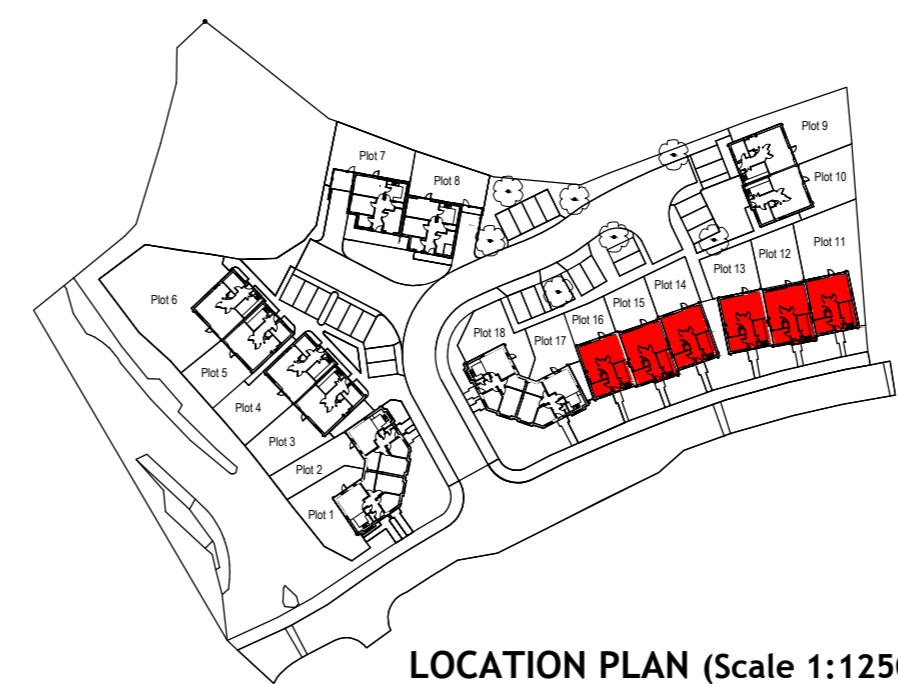 Plot 9
Plot 7
Plot 8
Plot 10
Plot 11
Plot 12
Plot 13
Plot 14
Plot 15
Plot 16
Plot 17
Plot 18
Plot 6
Plot 5
Plot 4
Plot 3
Plot 2
Plot 1
LOCATION PLAN (Scale 1:1250